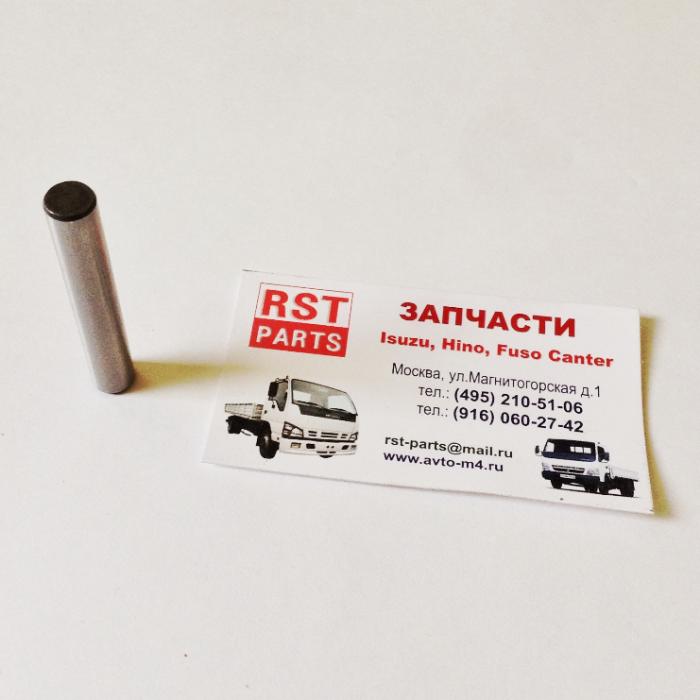 RST
PARTS
ЗАПЧАСТИ
Isuzu, Hino, Fuso Canter
Москва, ул.Магнитогорская д.1
тел.: (495) 210-51-06
тел.: (916) 060-27-42
rst-parts@mail.ru
www.avto-m4.ru